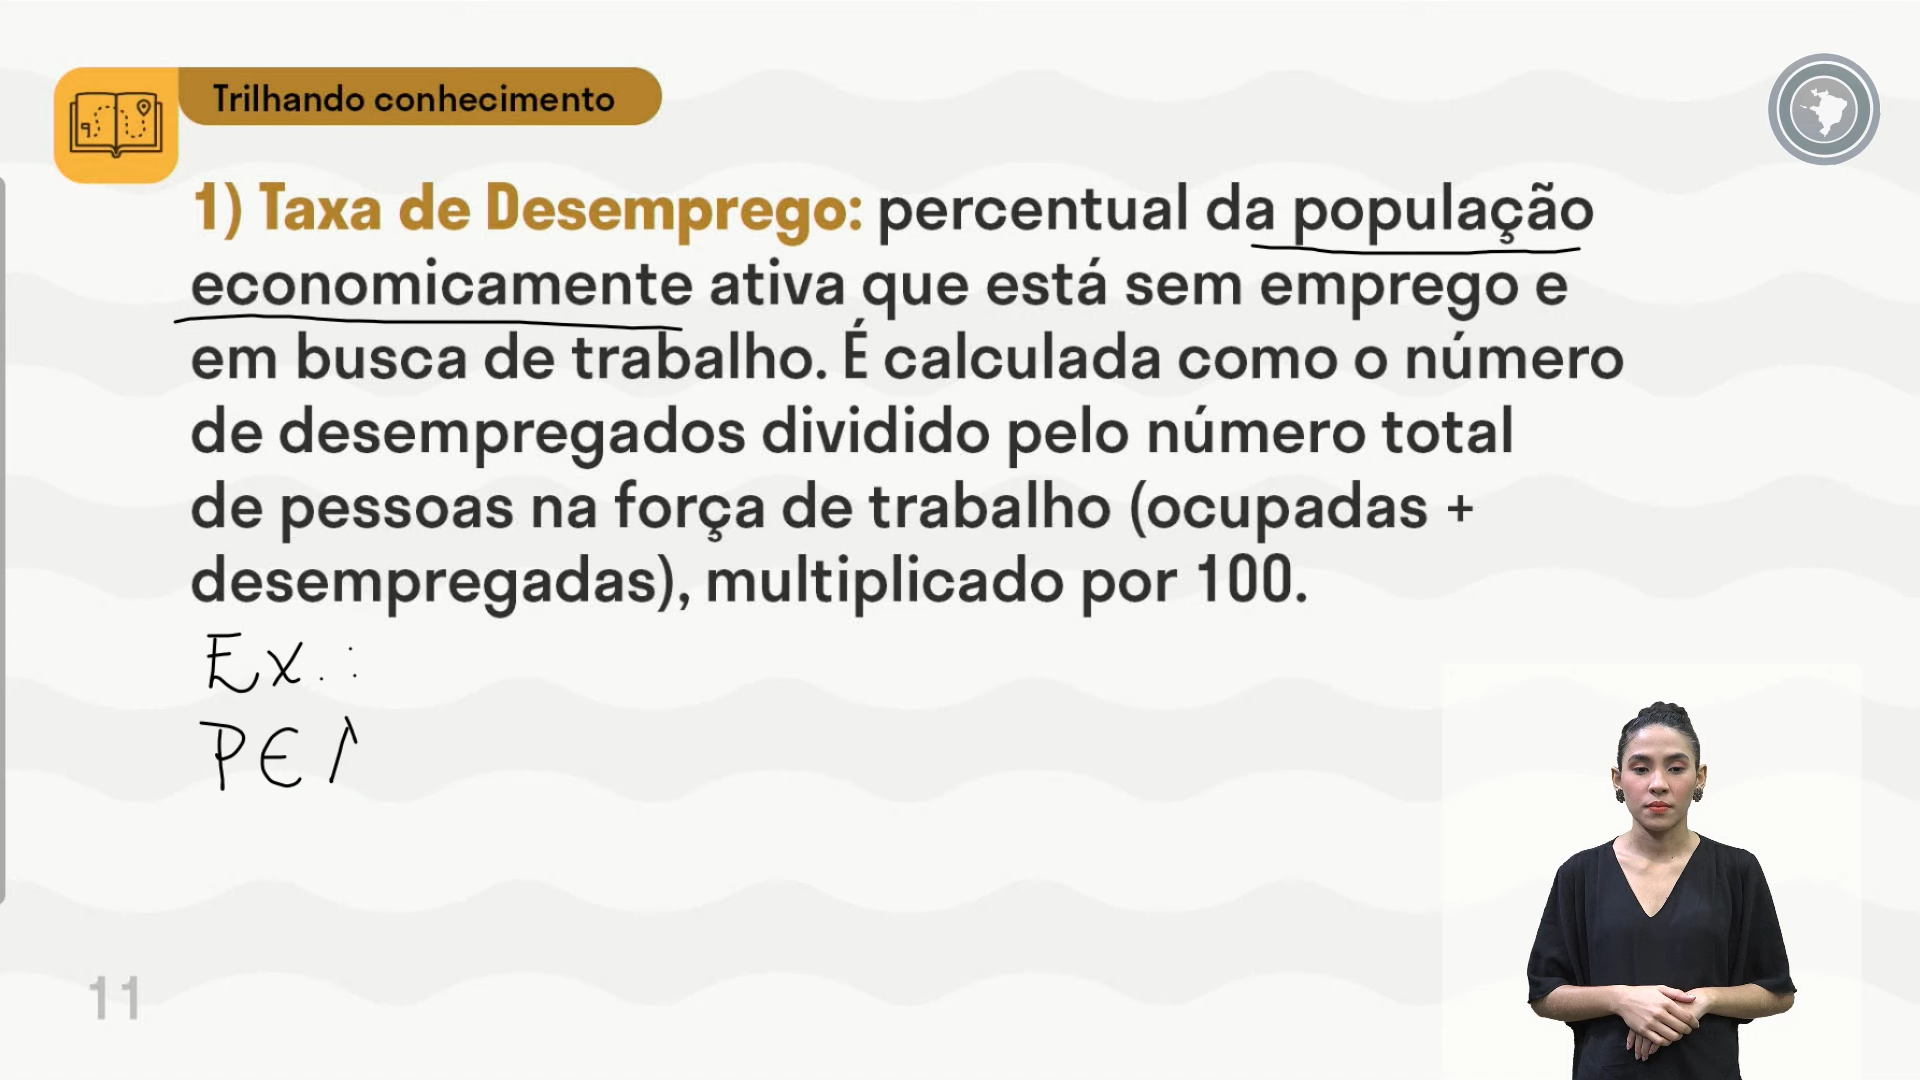 Trilhando conhecimento
1) Taxa de Desemprego: percentual da população
economicamente ativa que está sem emprego e
em busca de trabalho. É calculada como o número
de desempregados dividido pelo número total
de pessoas na força de trabalho (ocupadas +
desempregadas), multiplicado por 100.
Ex.:
PE
11